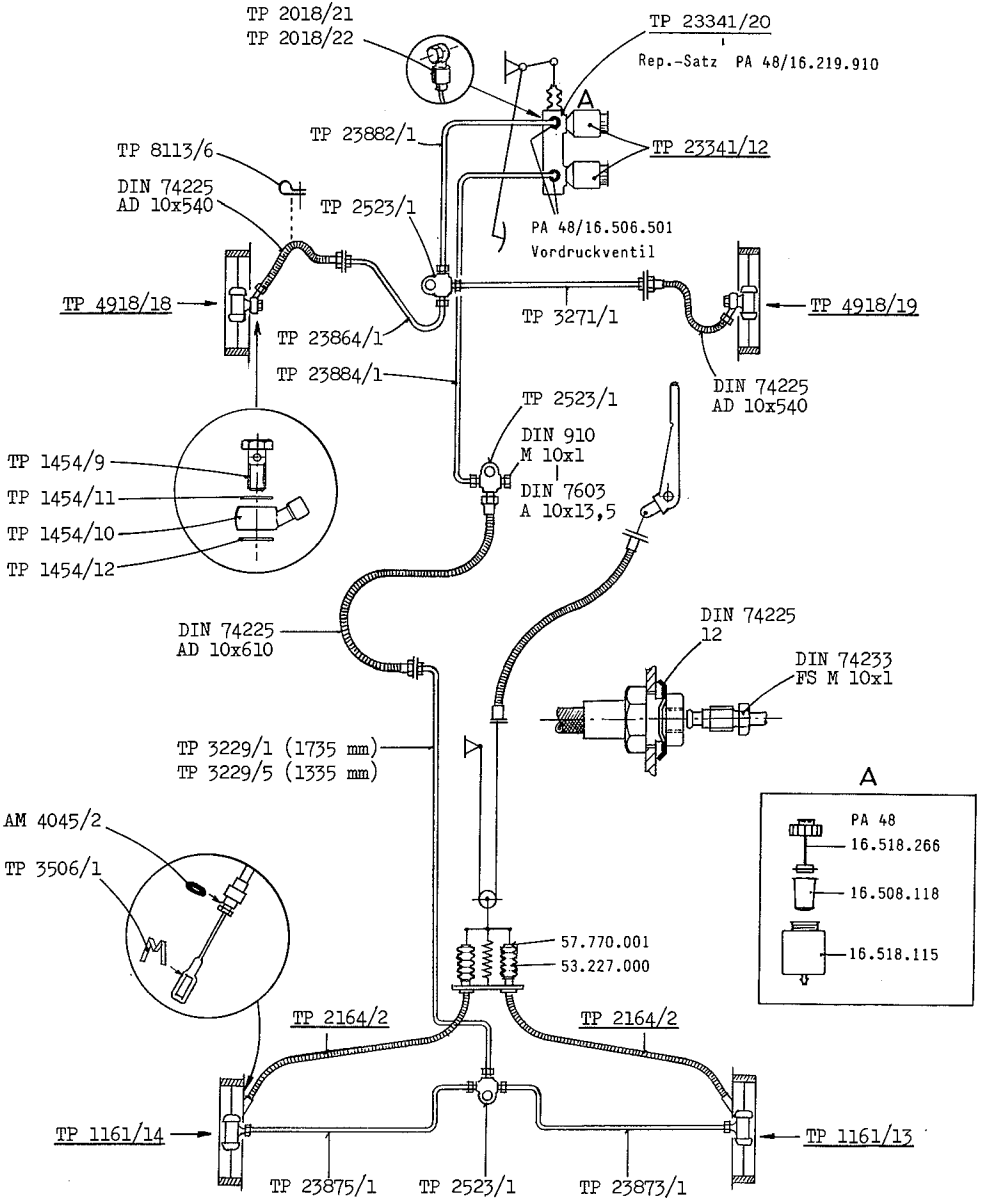 TP 2018/21
TP 2018/22
TP 23341/20
Rep.-Satz PA 48/16.219.910
A
TP 23882/1
TP 23341/12
TP 8113/6
DIN 74225
AD 10x540
TP 2523/1
PA 48/16.506.501
Vordruckventil
TP 4918/18
TP 4918/19
TP 3271/1
TP 23864/1
TP 23884/1
DIN 74225
AD 10x540
TP 2523/1
DIN 910
M 10x1
DIN 7603
A 10x13,5
TP 1454/9
TP 1454/11
TP 1454/10
TP 1454/12
DIN 74225
AD 10x610
DIN 74225
12
DIN 74233
FS M 10x1
TP 3229/1 (1735 mm)
TP 3229/5 (1335 mm)
A
PA 48
16.518.266
16.508.118
16.518.115
AM 4045/2
TP 3506/1
57.770.001
53.227.000
TP 2164/2
TP 2164/2
TP 1161/14
TP 1161/13
TP 23875/1
TP 2523/1
TP 23873/1